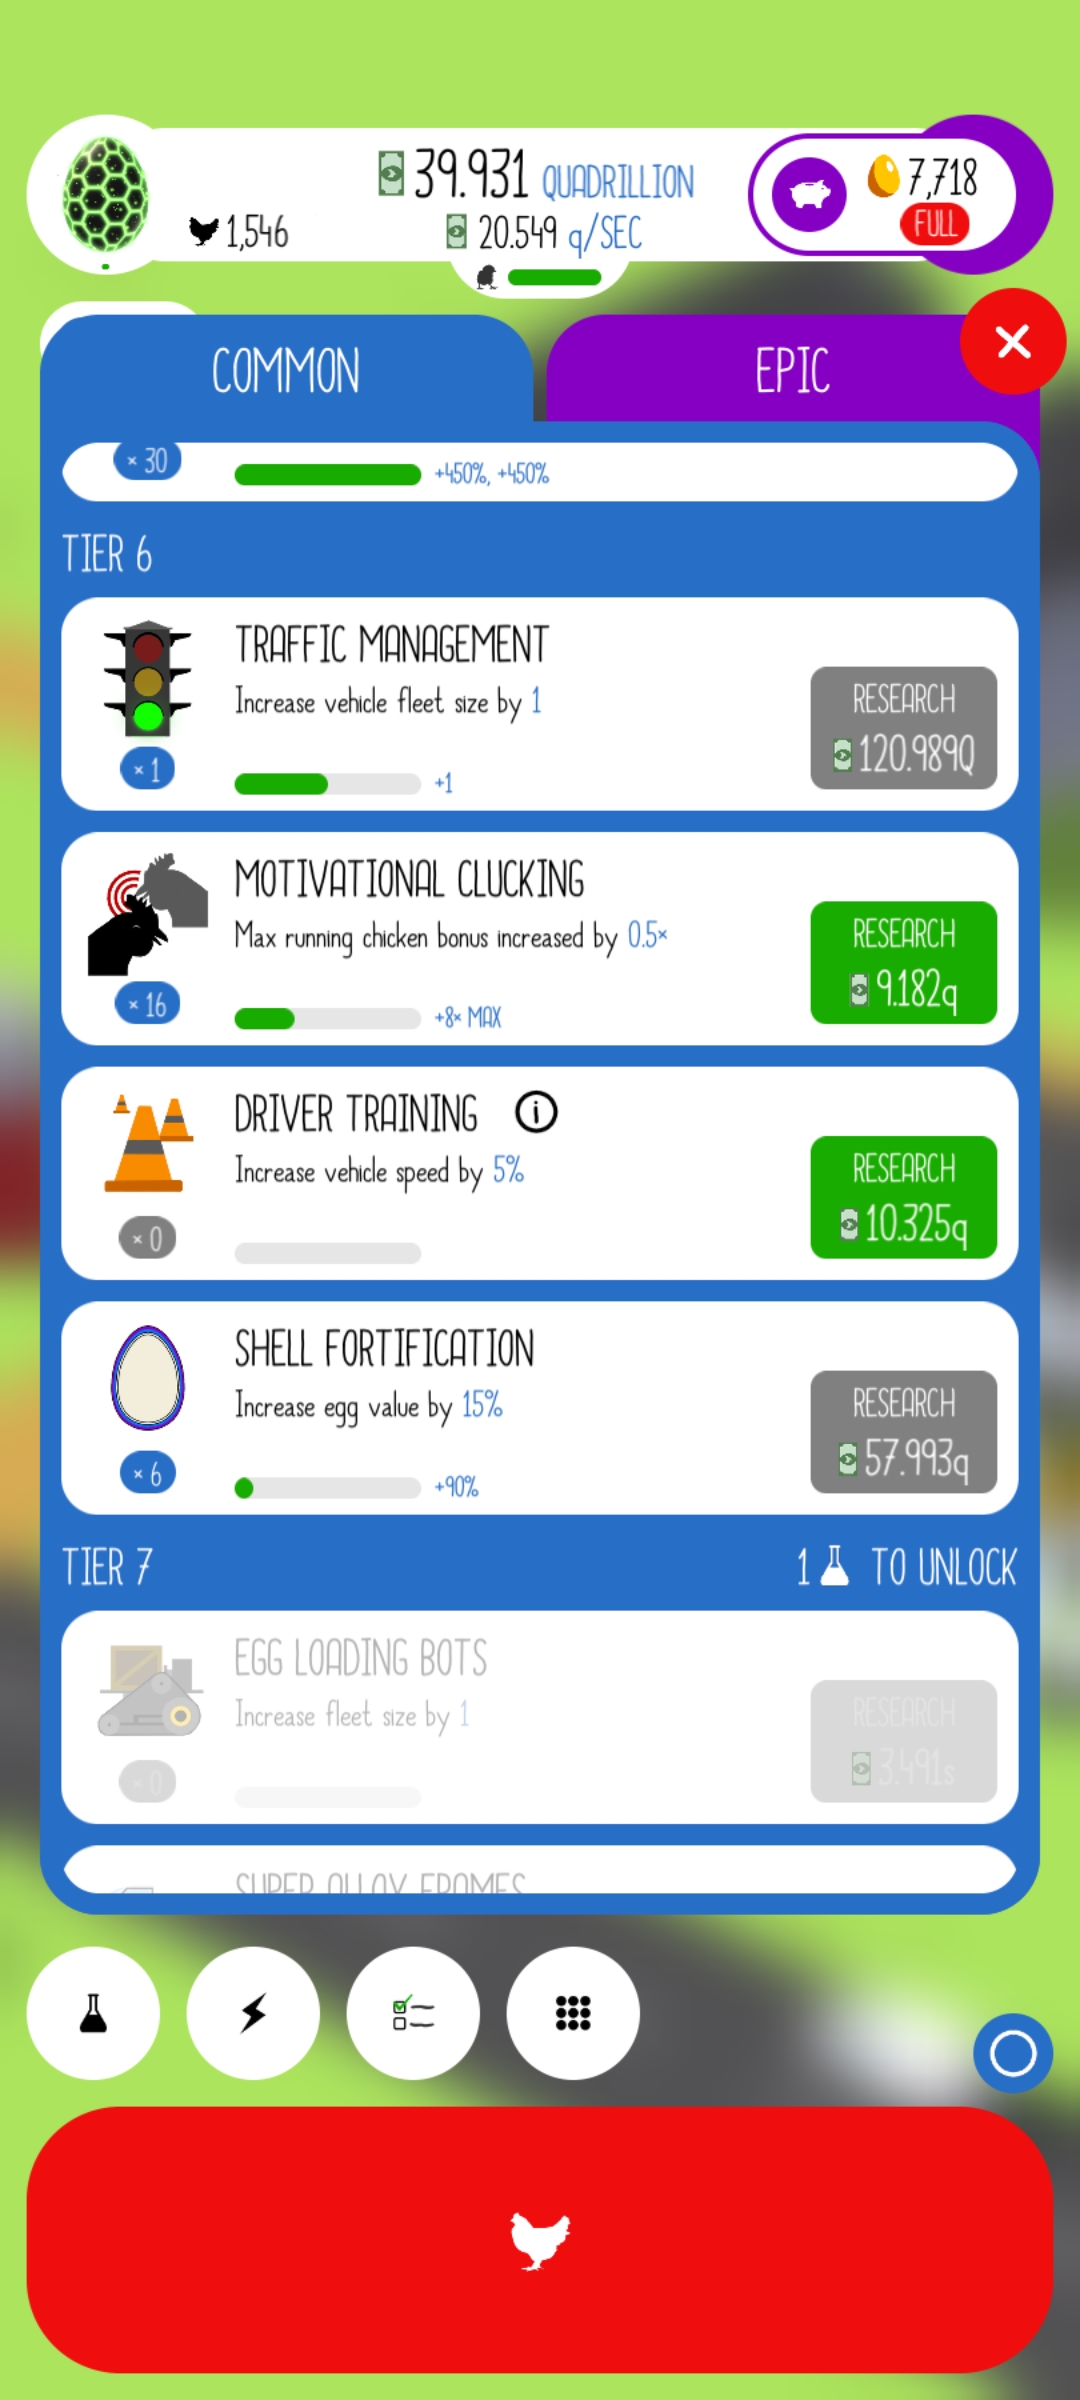 39.931 QUADRILLION
7,718
1,546
20.549 q/SEC
FULL
COMMON
EPIC
× 30
+450%, +450%
TIER 6
TRAFFIC MANAGEMENT
Increase vehicle fleet size by 1
RESEARCH
120.989Q
× 1
+1
MOTIVATIONAL CLUCKING
Max running chicken bonus increased by 0.5×
RESEARCH
9.182q
× 16
+8× MAX
DRIVER TRAINING
Increase vehicle speed by 5%
RESEARCH
10.325q
× 0
SHELL FORTIFICATION
Increase egg value by 15%
RESEARCH
57.993q
× 6
+90%
TIER 7
1 TO UNLOCK
EGG LOADING BOTS
Increase fleet size by 1
RESEARCH
3.491s
× 0
SUPER ALLOY FRAMES